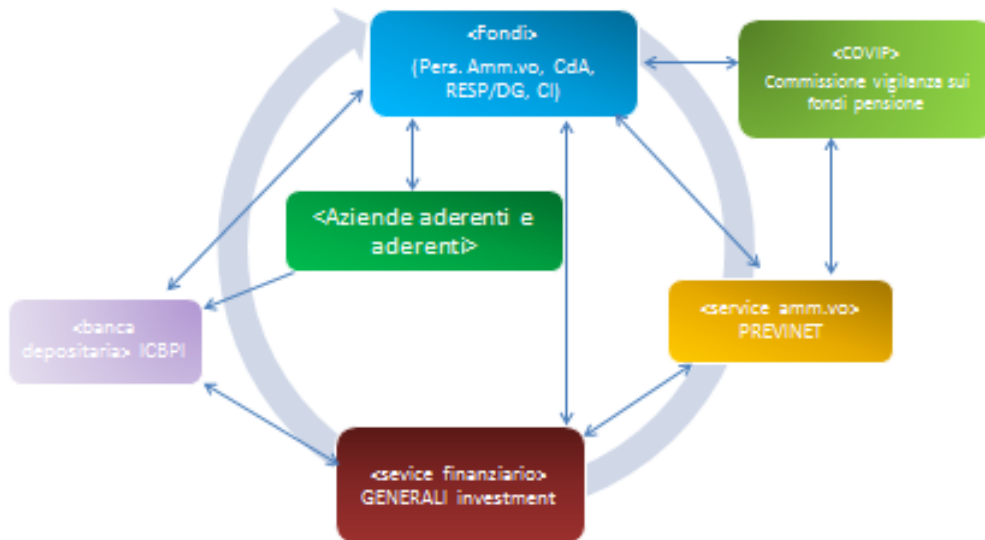 <Fondi>
(Pers. Amm.vo, CdA,
RESP/DG, CI)
<COVIP>
Commissione vigilanza sui
fondi pensione
<Aziende aderenti e
aderenti>
<banca
depositaria> ICBPI
<service amm.vo>
PREVINET
<sevice finanziario>
GENERALI investment